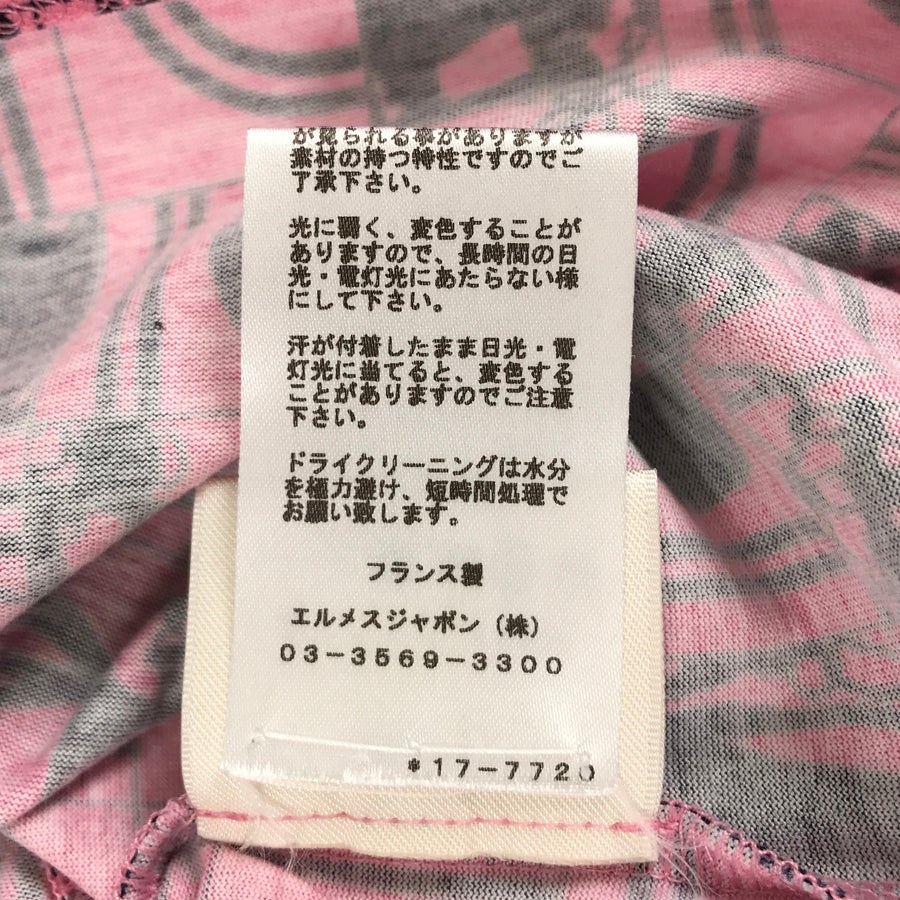 が見られる事がありますが
素材の持つ特性ですのでご
了承下さい。
光に弱く、変色することが
ありますので、長時間の日
光・電灯光にあたらない様
にして下さい。
汗が付着したまま日光・電
灯光に当てると、変色する
ことがありますのでご注意
下さい。
ドライクリーニングは水分
を極力避け、短時間処理で
お願い致します。
フランス製
エルメスジャポン（株）
03-3569-3300
*17-7720